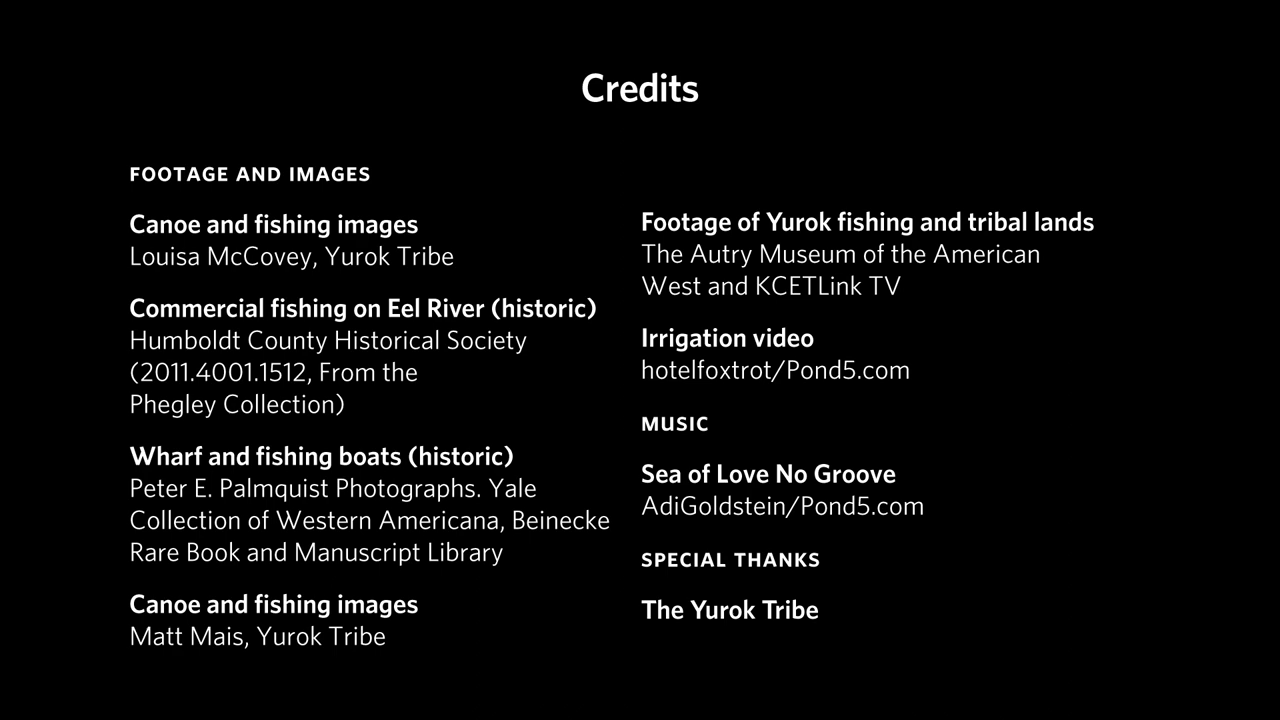 Credits
FOOTAGE AND IMAGES
Canoe and fishing images
Louisa McCovey, Yurok Tribe
Commercial fishing on Eel River (historic)
Humboldt County Historical Society
(2011.4001.1512, From the
Phegley Collection)
Wharf and fishing boats (historic)
Peter E. Palmquist Photographs. Yale
Collection of Western Americana, Beinecke
Rare Book and Manuscript Library
Canoe and fishing images
Matt Mais, Yurok Tribe
Footage of Yurok fishing and tribal lands
The Autry Museum of the American
West and KCETLink TV
Irrigation video
hotelfoxtrot/Pond5.com
MUSIC
Sea of Love No Groove
AdiGoldstein/Pond5.com
SPECIAL THANKS
The Yurok Tribe